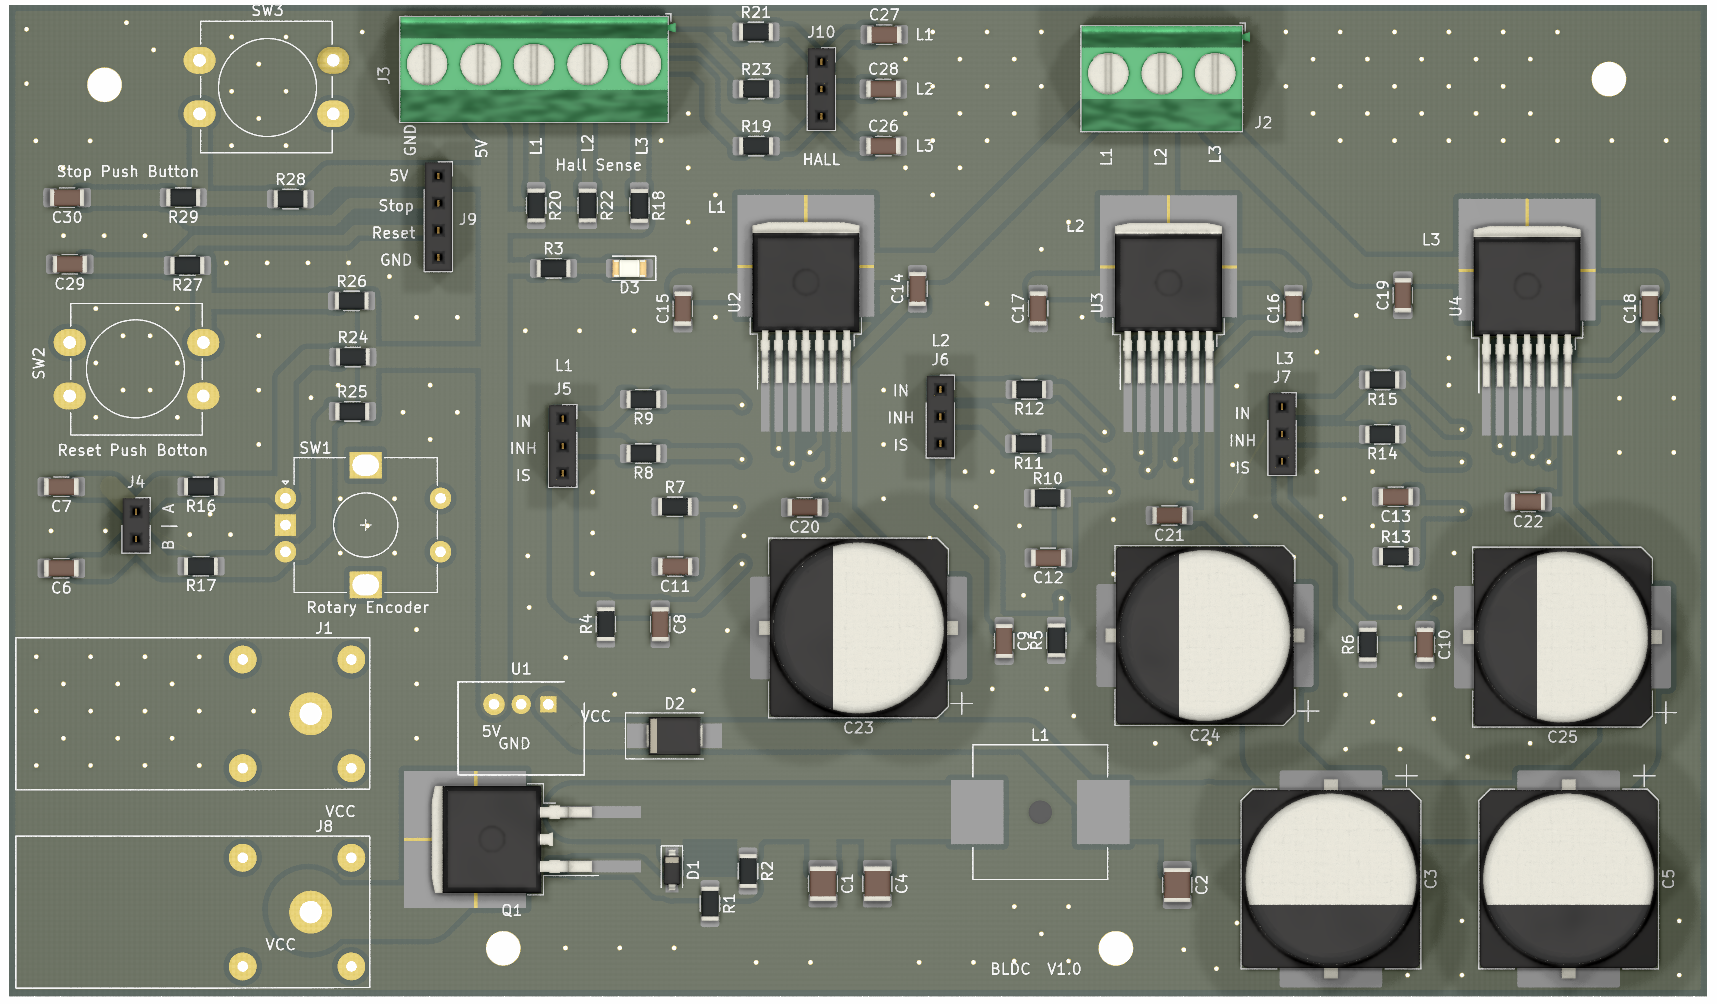 SW3
J3
GND
5V
L1
L2
L3
Hall Sense
R21
R23
R19
J10
HALL
C27
C28
C26
L1
L2
L3
J2
L1
L2
L3
Stop Push Button
C30
R29
R28
C29
R27
5V
Stop
Reset
GND
J9
R20
R22
R18
R3
D3
R26
R24
R25
SW2
Reset Push Botton
L1
U2
C15
C14
L2
U3
C17
C16
L3
U4
C19
C18
L1
J5
IN
INH
IS
R9
R8
R7
C11
C20
L2
J6
IN
INH
IS
R12
R11
R10
C12
C21
L3
J7
IN
INH
IS
R15
R14
C13
R13
C22
C7
J4
A
B
R16
C6
R17
SW1
Rotary Encoder
R4
C8
C9
R5
R6
C10
J1
U1
5V
GND
VCC
D2
C23
C24
C25
L1
VCC
J8
VCC
Q1
D1
R1
R2
C1
C4
C2
C3
C5
BLDC V1.0